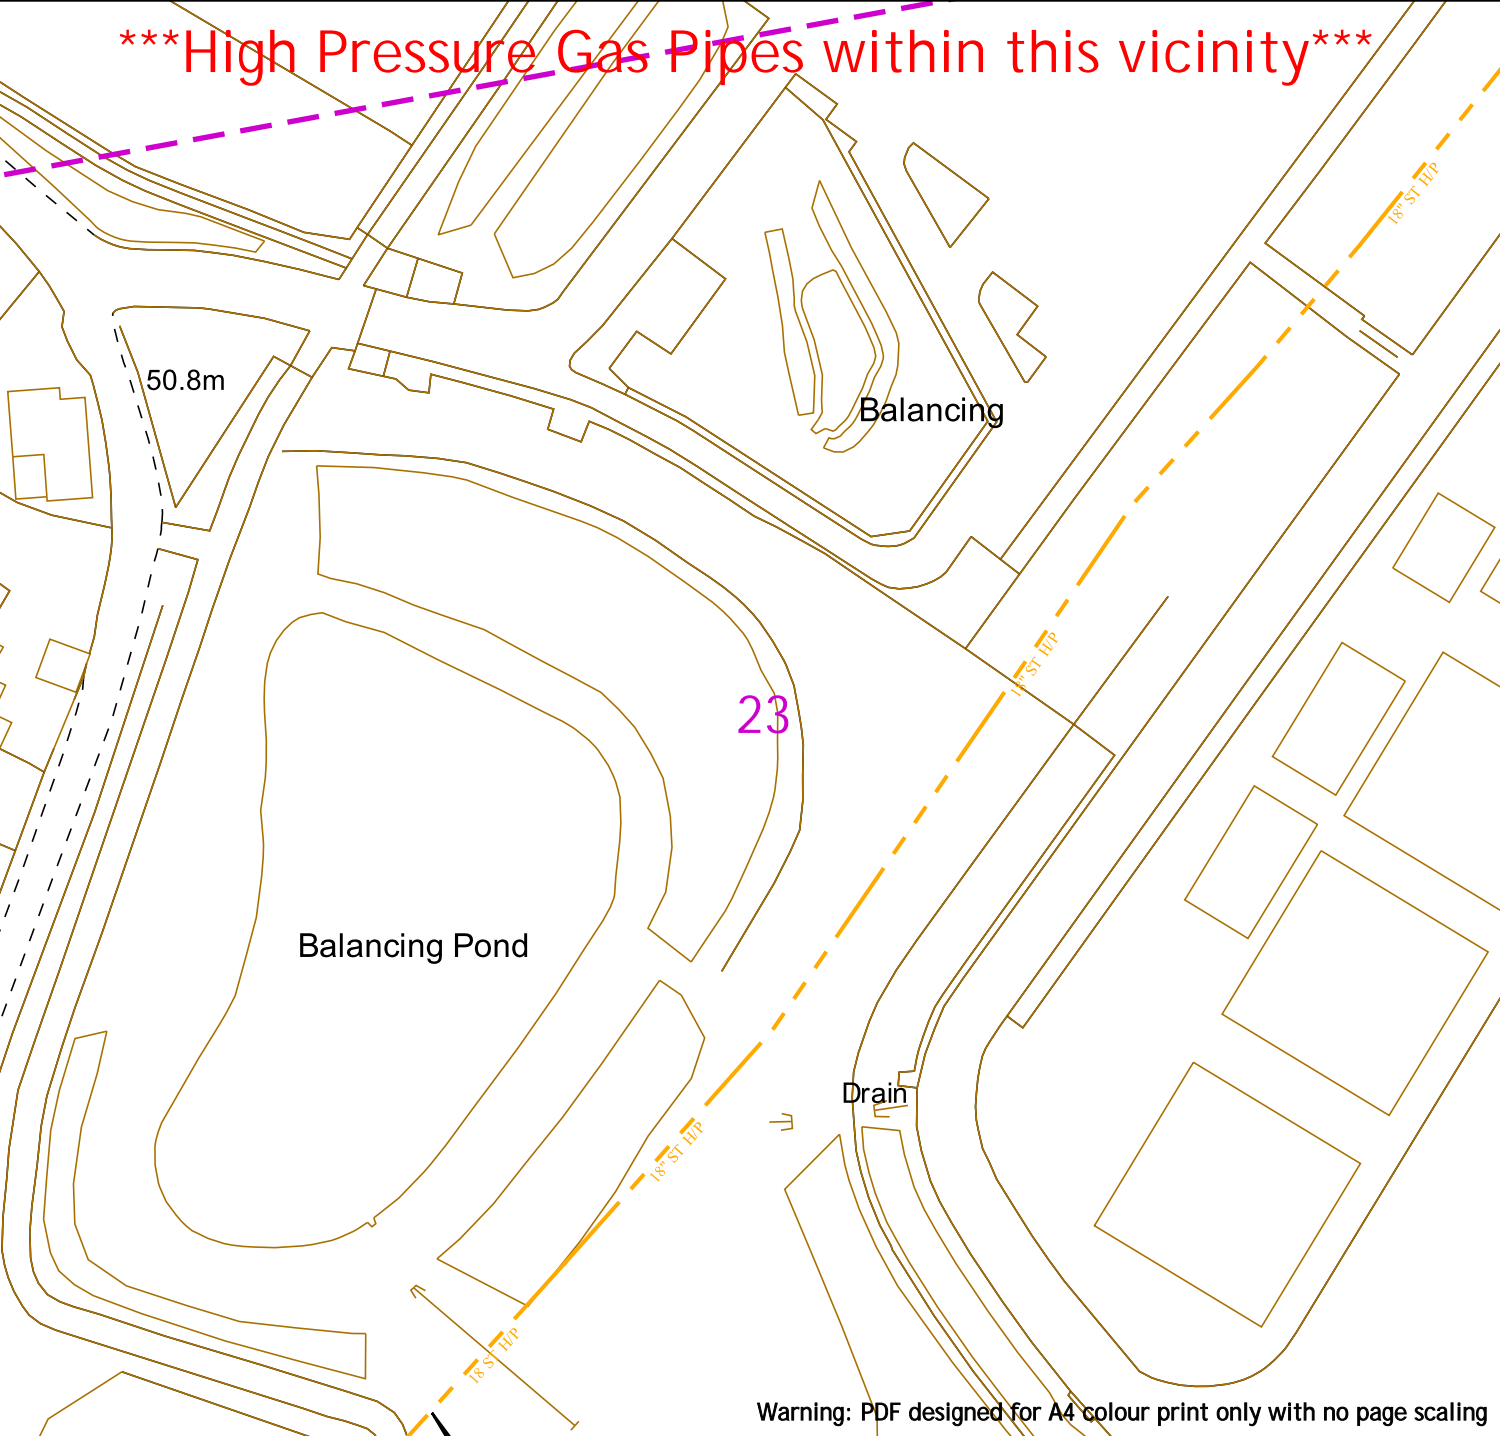 ***High Pressure Gas Pipes within this vicinity***
18" ST H/P
50.8m
Balancing
18" ST H/P
23
Balancing Pond
Drain
18" ST H/P
18 ST H/P
Warning: PDF designed for A4 colour print only with no page scaling